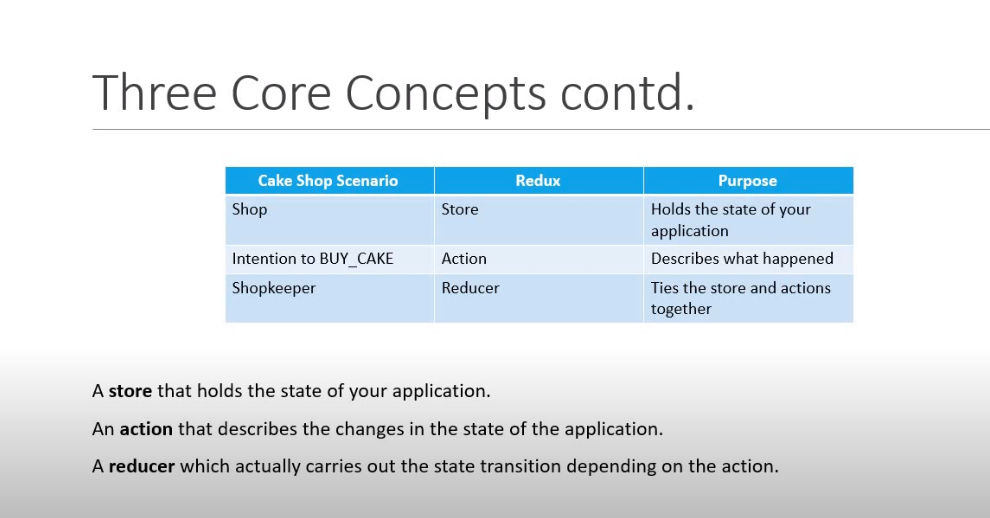 Three Core Concepts contd.
Cake Shop Scenario Redux Purpose
Shop Store Holds the state of your
application
Intention to BUY_CAKE Action Describes what happened
Shopkeeper Reducer Ties the store and actions
together
A store that holds the state of your application.
An action that describes the changes in the state of the application.
A reducer which actually carries out the state transition depending on the action.